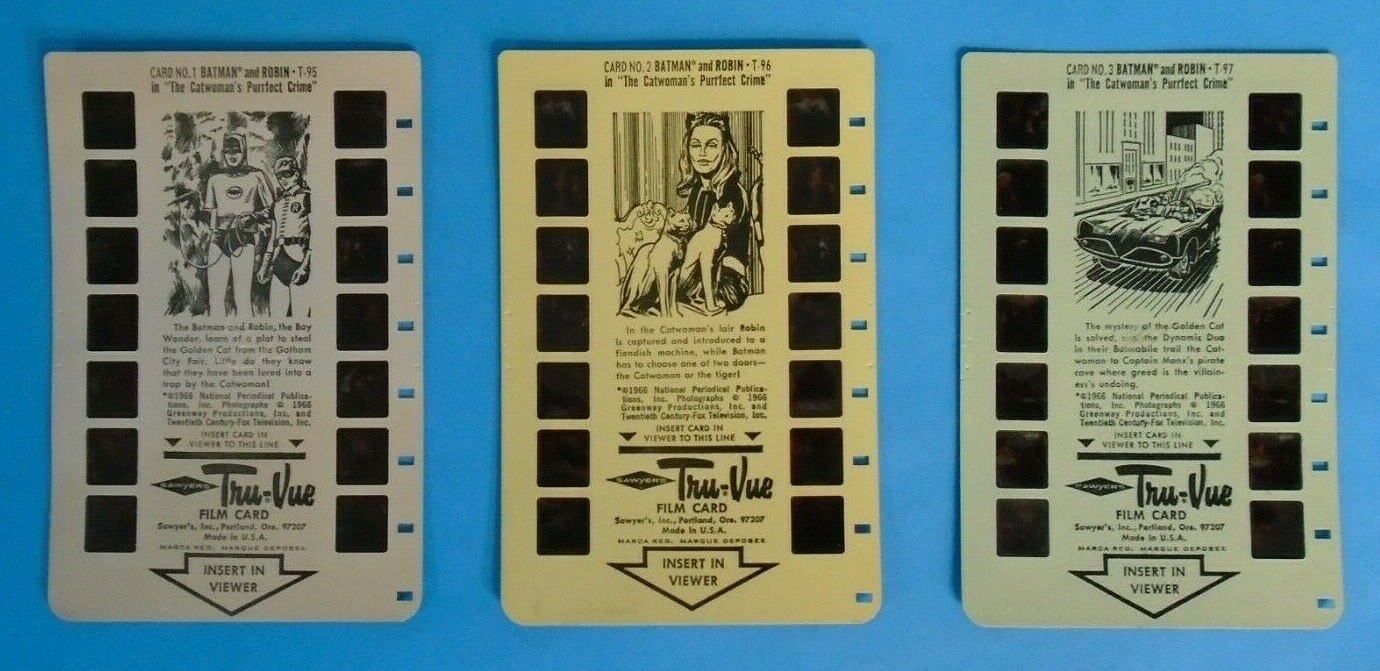 CARD NO. 1 BATMAN® and ROBIN • T-95
in "The Catwoman's Purrfect Crime"
The Batman and Robin, the Boy
Wonder, learn of a plot to steal
the Golden Cat from the Gotham
City Fair. Little do they know
that they have been lured into a
trap by the Catwoman!
*©1966 National Periodical Publica-
tions, Inc. Photographs © 1966
Greenway Productions, Inc. and
Twentieth Century-Fox Television, Inc.
INSERT CARD IN
VIEWER TO THIS LINE
SAWYER'S Tru-Vue
FILM CARD
Sawyer's, Inc., Portland, Ore. 97207
Made in U.S.A.
MARCA REG. MARQUE DEPOSEE
INSERT IN
VIEWER
CARD NO. 2 BATMAN® and ROBIN • T-96
in "The Catwoman's Purrfect Crime"
In the Catwoman's lair Robin
is captured and introduced to a
fiendish machine, while Batman
has to choose one of two doors—
the Catwoman or the tiger!
*©1966 National Periodical Publica-
tions, Inc. Photographs © 1966
Greenway Productions, Inc. and
Twentieth Century-Fox Television, Inc.
INSERT CARD IN
VIEWER TO THIS LINE
SAWYER'S Tru-Vue
FILM CARD
Sawyer's, Inc., Portland, Ore. 97207
Made in U.S.A.
MARCA REG. MARQUE DEPOSEE
INSERT IN
VIEWER
CARD NO. 3 BATMAN® and ROBIN • T-97
in "The Catwoman's Purrfect Crime"
The mystery of the Golden Cat
is solved, and the Dynamic Duo
in their Batmobile trail the Cat-
woman to Captain Manx's pirate
cave where greed is the villain-
ess's undoing.
*©1966 National Periodical Publica-
tions, Inc. Photographs © 1966
Greenway Productions, Inc. and
Twentieth Century-Fox Television, Inc.
INSERT CARD IN
VIEWER TO THIS LINE
SAWYER'S Tru-Vue
FILM CARD
Sawyer's, Inc., Portland, Ore. 97207
Made in U.S.A.
MARCA REG. MARQUE DEPOSEE
INSERT IN
VIEWER